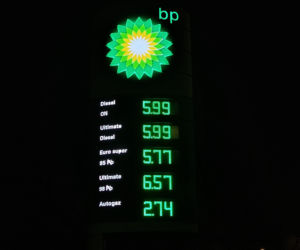 bp
Diesel
ON 5.99
Ultimate
Diesel 5.99
Euro super
95 Pb 5.77
Ultimate
98 Pb 6.57
Autogaz 2.74